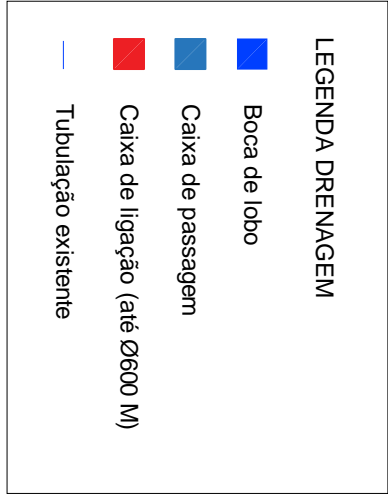 LEGENDA DRENAGEM
Boca de lobo
Caixa de passagem
Caixa de ligação (até Ø600 M)
Tubulação existente